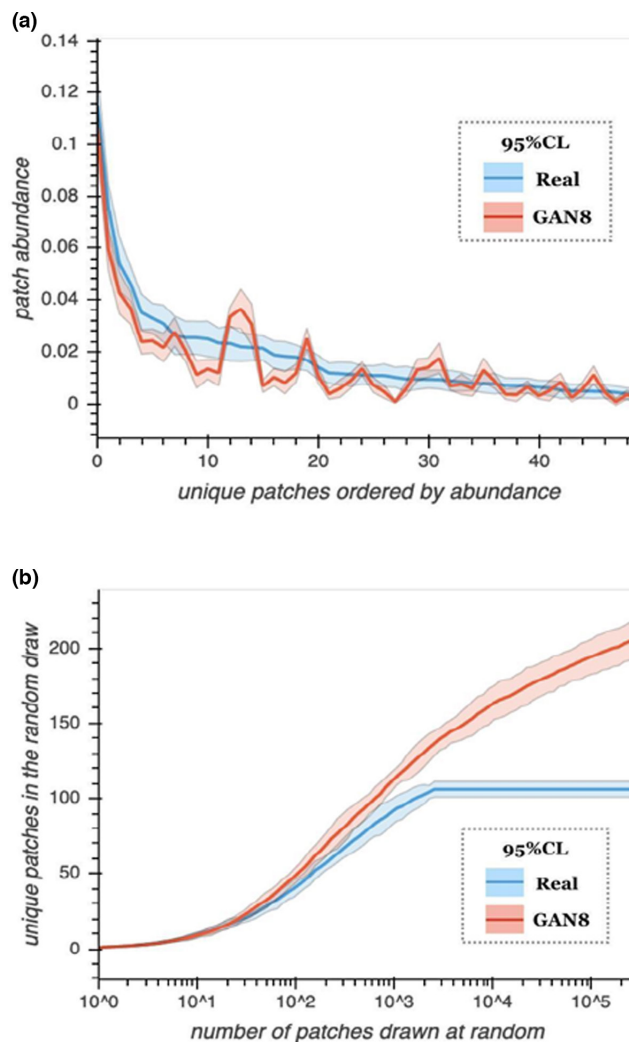 (a)
0.14
0.12
0.1
0.08
0.06
0.04
0.02
0
patch abundance
95%CL
Real
GAN8
0 10 20 30 40
unique patches ordered by abundance
(b)
200
150
100
50
0
unique patches in the random draw
95%CL
Real
GAN8
10^0 10^1 10^2 10^3 10^4 10^5
number of patches drawn at random